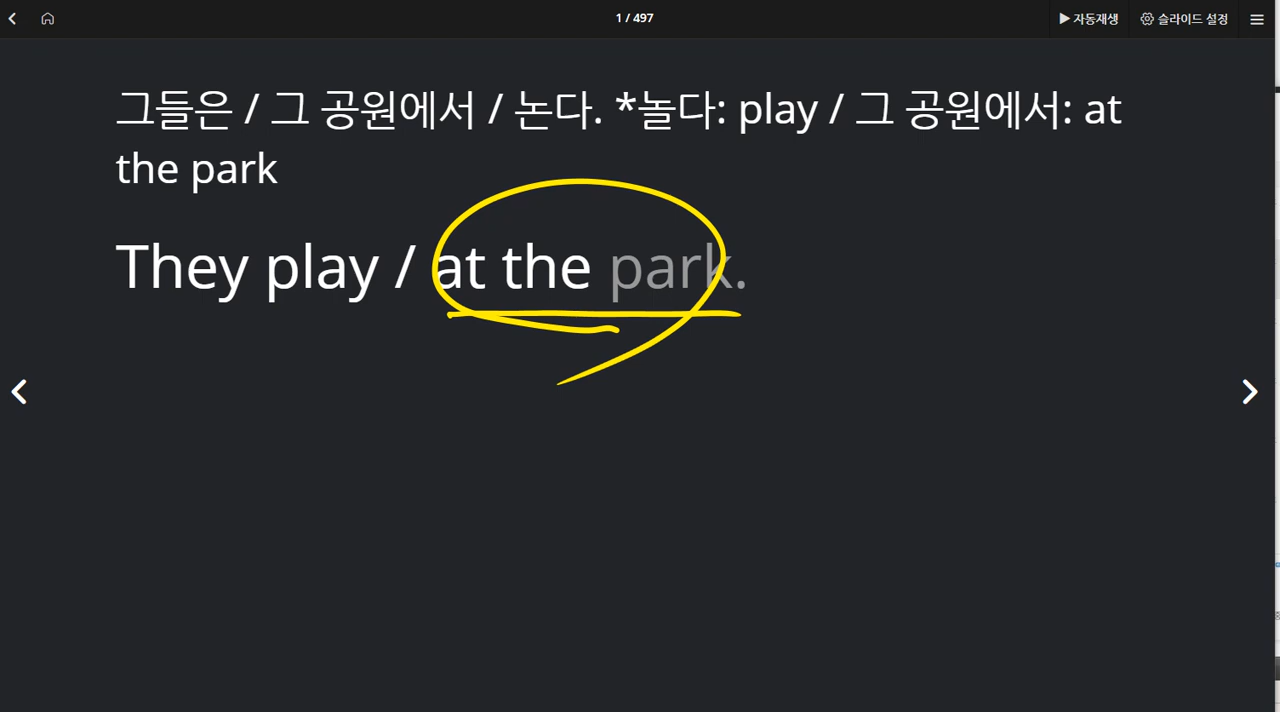 1 / 497
▶ 자동재생
슬라이드 설정
그들은 / 그 공원에서 / 논다. *놀다: play / 그 공원에서: at
the park
They play / at the park.